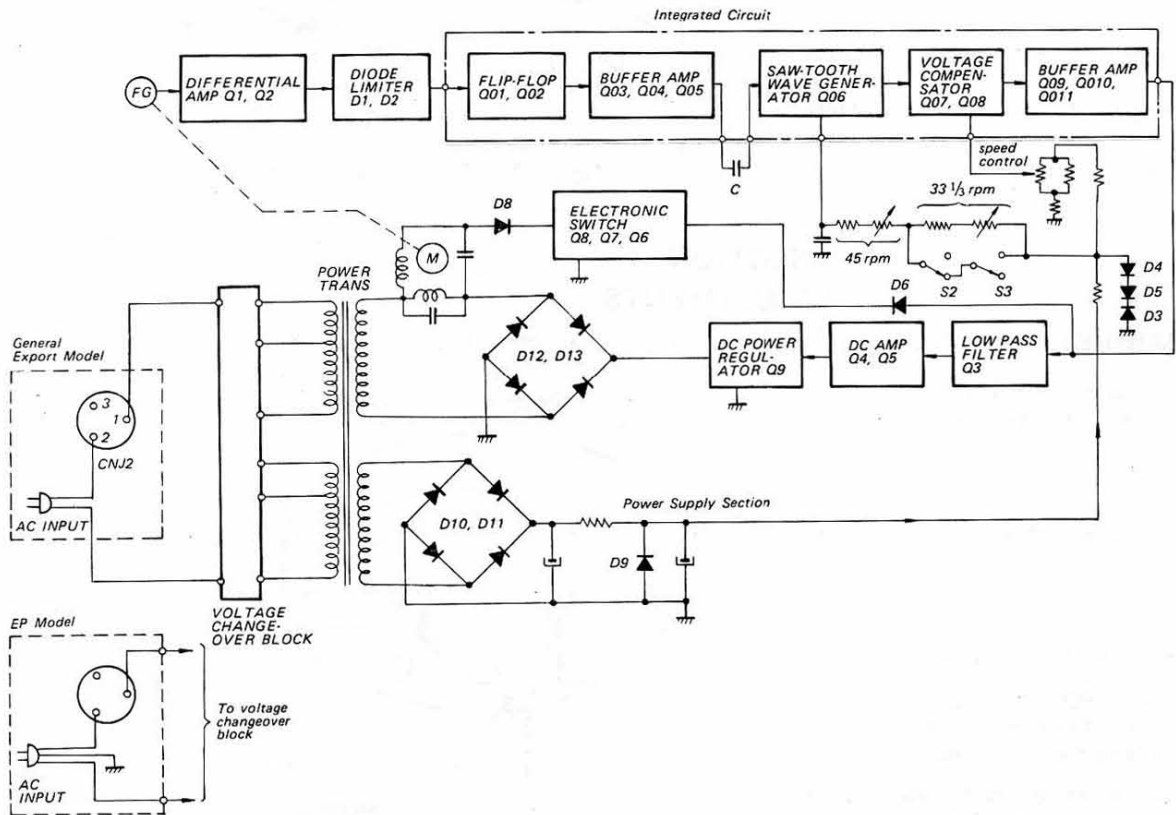 Integrated Circuit
FG
DIFFERENTIAL
AMP Q1, Q2
DIODE
LIMITER
D1, D2
FLIP-FLOP
Q01, Q02
BUFFER AMP
Q03, Q04, Q05
SAW-TOOTH
WAVE GENER-
ATOR Q06
VOLTAGE
COMPEN-
SATOR
Q07, Q08
BUFFER AMP
Q09, Q010,
Q011
C
speed
control
33 1/3 rpm
45 rpm
S2
S3
D4
D5
D3
D8
ELECTRONIC
SWITCH
Q8, Q7, Q6
M
POWER
TRANS
D6
D12, D13
DC POWER
REGUL-
ATOR Q9
DC AMP
Q4, Q5
LOW PASS
FILTER
Q3
General
Export Model
3
1
2
CNJ2
AC INPUT
D10, D11
Power Supply Section
D9
VOLTAGE
CHANGE-
OVER BLOCK
EP Model
To voltage
changeover
block
AC
INPUT